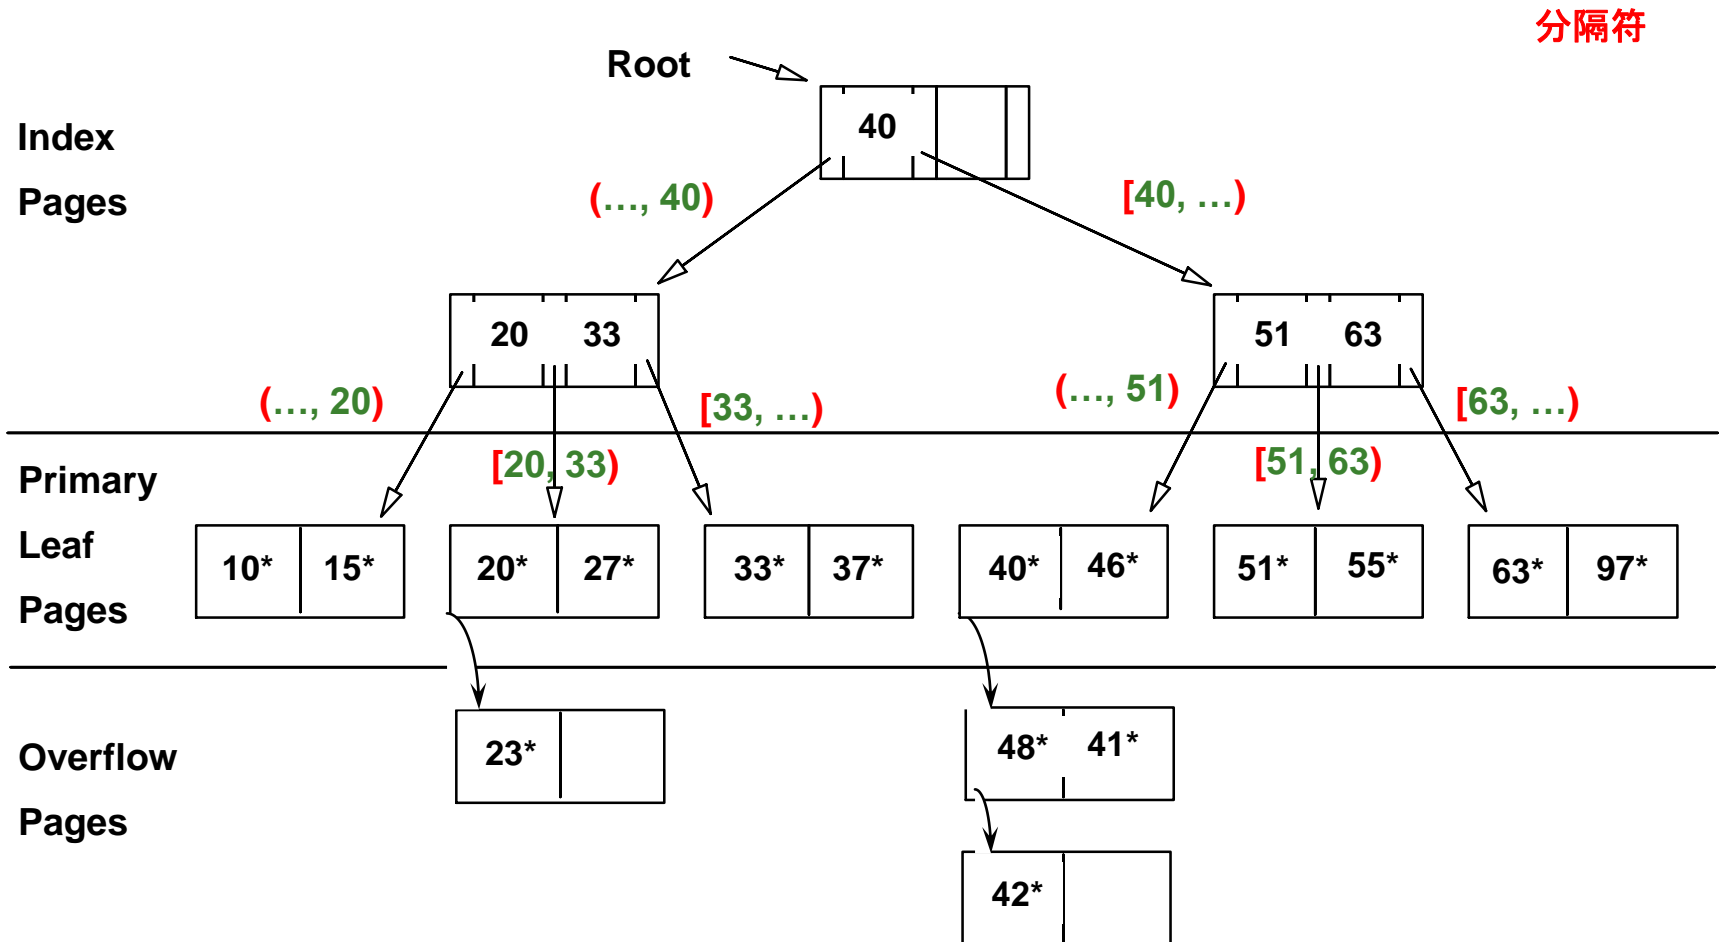 分隔符
Root
40
Index
Pages
(…, 40)
[40, …)
20 33
51 63
(…, 20)
[33, …)
(…, 51)
[63, …)
[20, 33)
[51, 63)
Primary
Leaf
Pages
10* 15*
20* 27*
33* 37*
40* 46*
51* 55*
63* 97*
Overflow
Pages
23*
48* 41*
42*